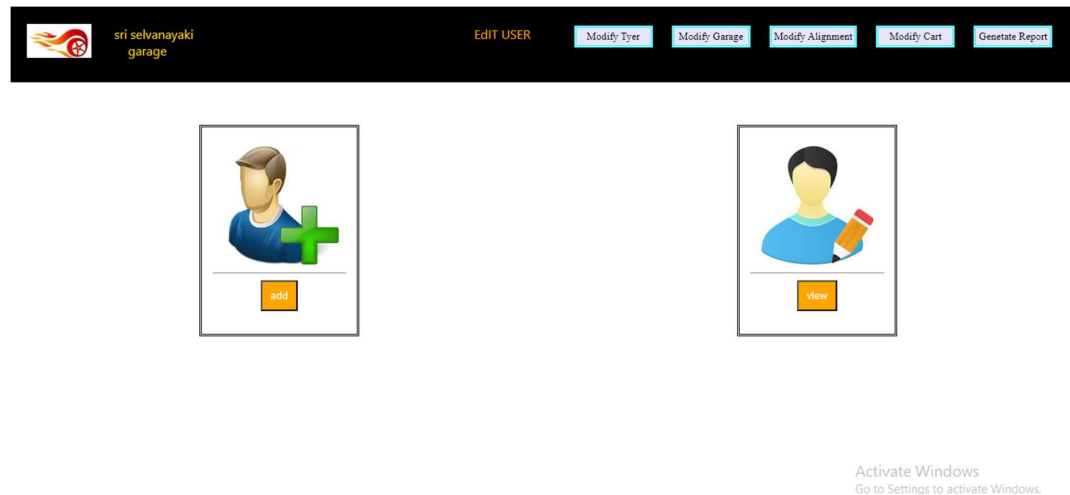 sri selvanayaki
garage
EdIT USER
Modify Tyer
Modify Garage
Modify Alignment
Modify Cart
Genetate Report
add
view
Activate Windows
Go to Settings to activate Windows.